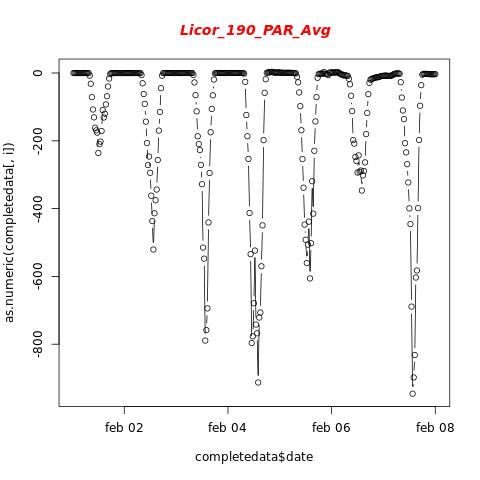 Licor_190_PAR_Avg
as.numeric(completedata[, i])
0
-200
-400
-600
-800
feb 02
feb 04
feb 06
feb 08
completedata$date